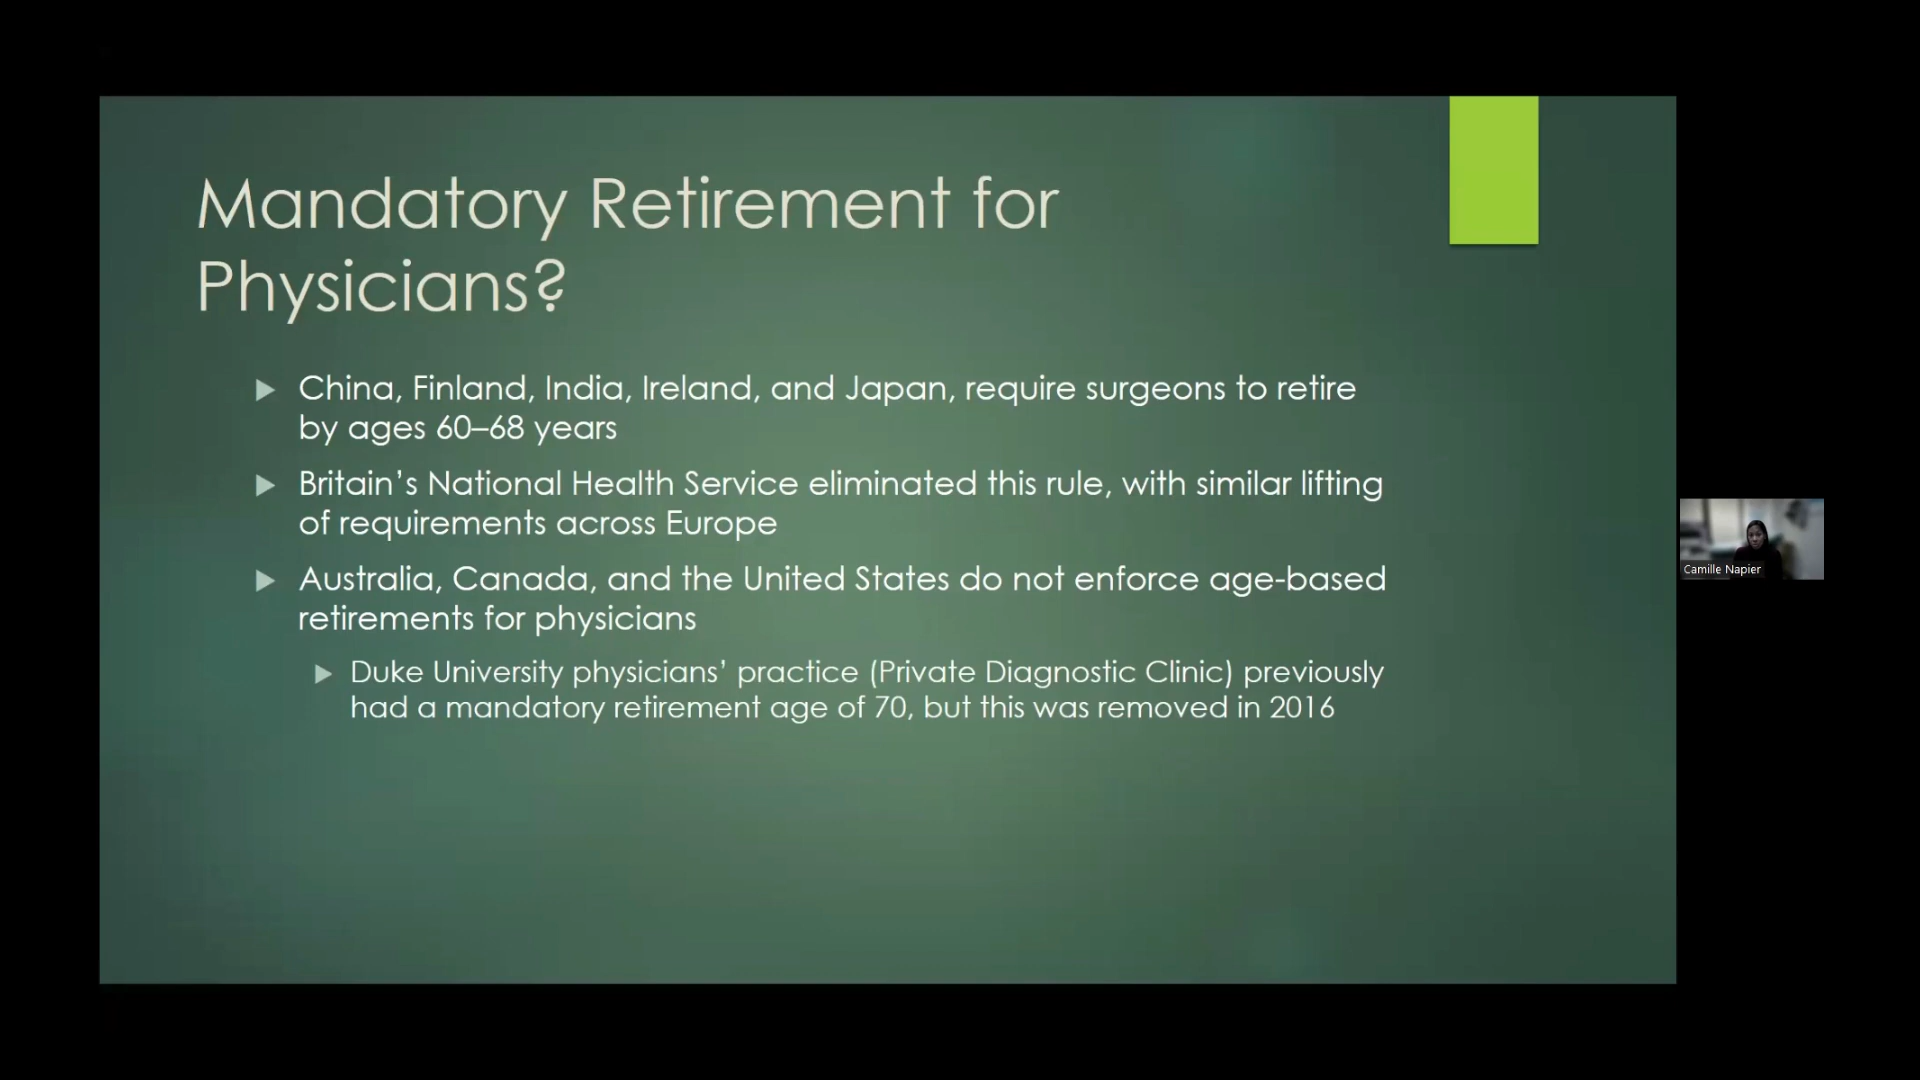 Mandatory Retirement for
Physicians?
China, Finland, India, Ireland, and Japan, require surgeons to retire
by ages 60–68 years
Britain’s National Health Service eliminated this rule, with similar lifting
of requirements across Europe
Australia, Canada, and the United States do not enforce age-based
retirements for physicians
Duke University physicians’ practice (Private Diagnostic Clinic) previously
had a mandatory retirement age of 70, but this was removed in 2016
Camille Napier